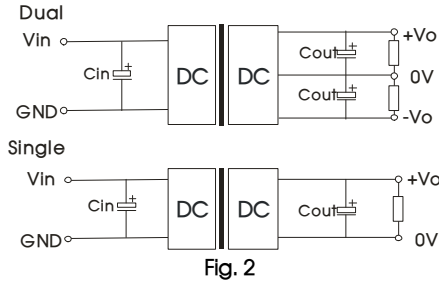 Dual
Vin
Cin
+
GND
DC
DC
Cout
+
Cout
+
+Vo
0V
-Vo
Single
Vin
Cin
+
GND
DC
DC
Cout
+
+Vo
0V
Fig. 2